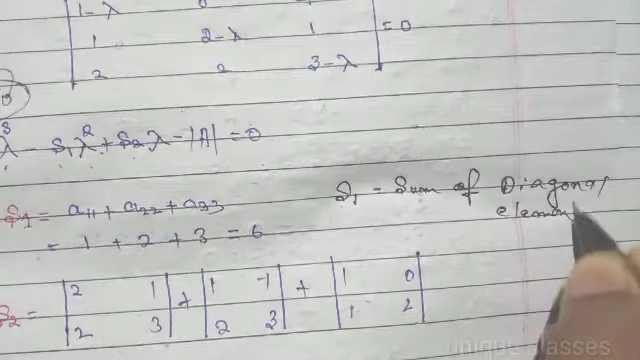 1-λ 0
1 2-λ 1 = 0
2 2 3-λ
λ³ - S₁λ² + S₂λ - |A| = 0
S₁ = a₁₁ + a₂₂ + a₃₃
S₁ - Sum of Diagonal
elemen
= 1 + 2 + 3 = 6
S₂ = |2 1| + |1 -1| + |1 0|
|2 3| |2 3| |1 2|
unique classes